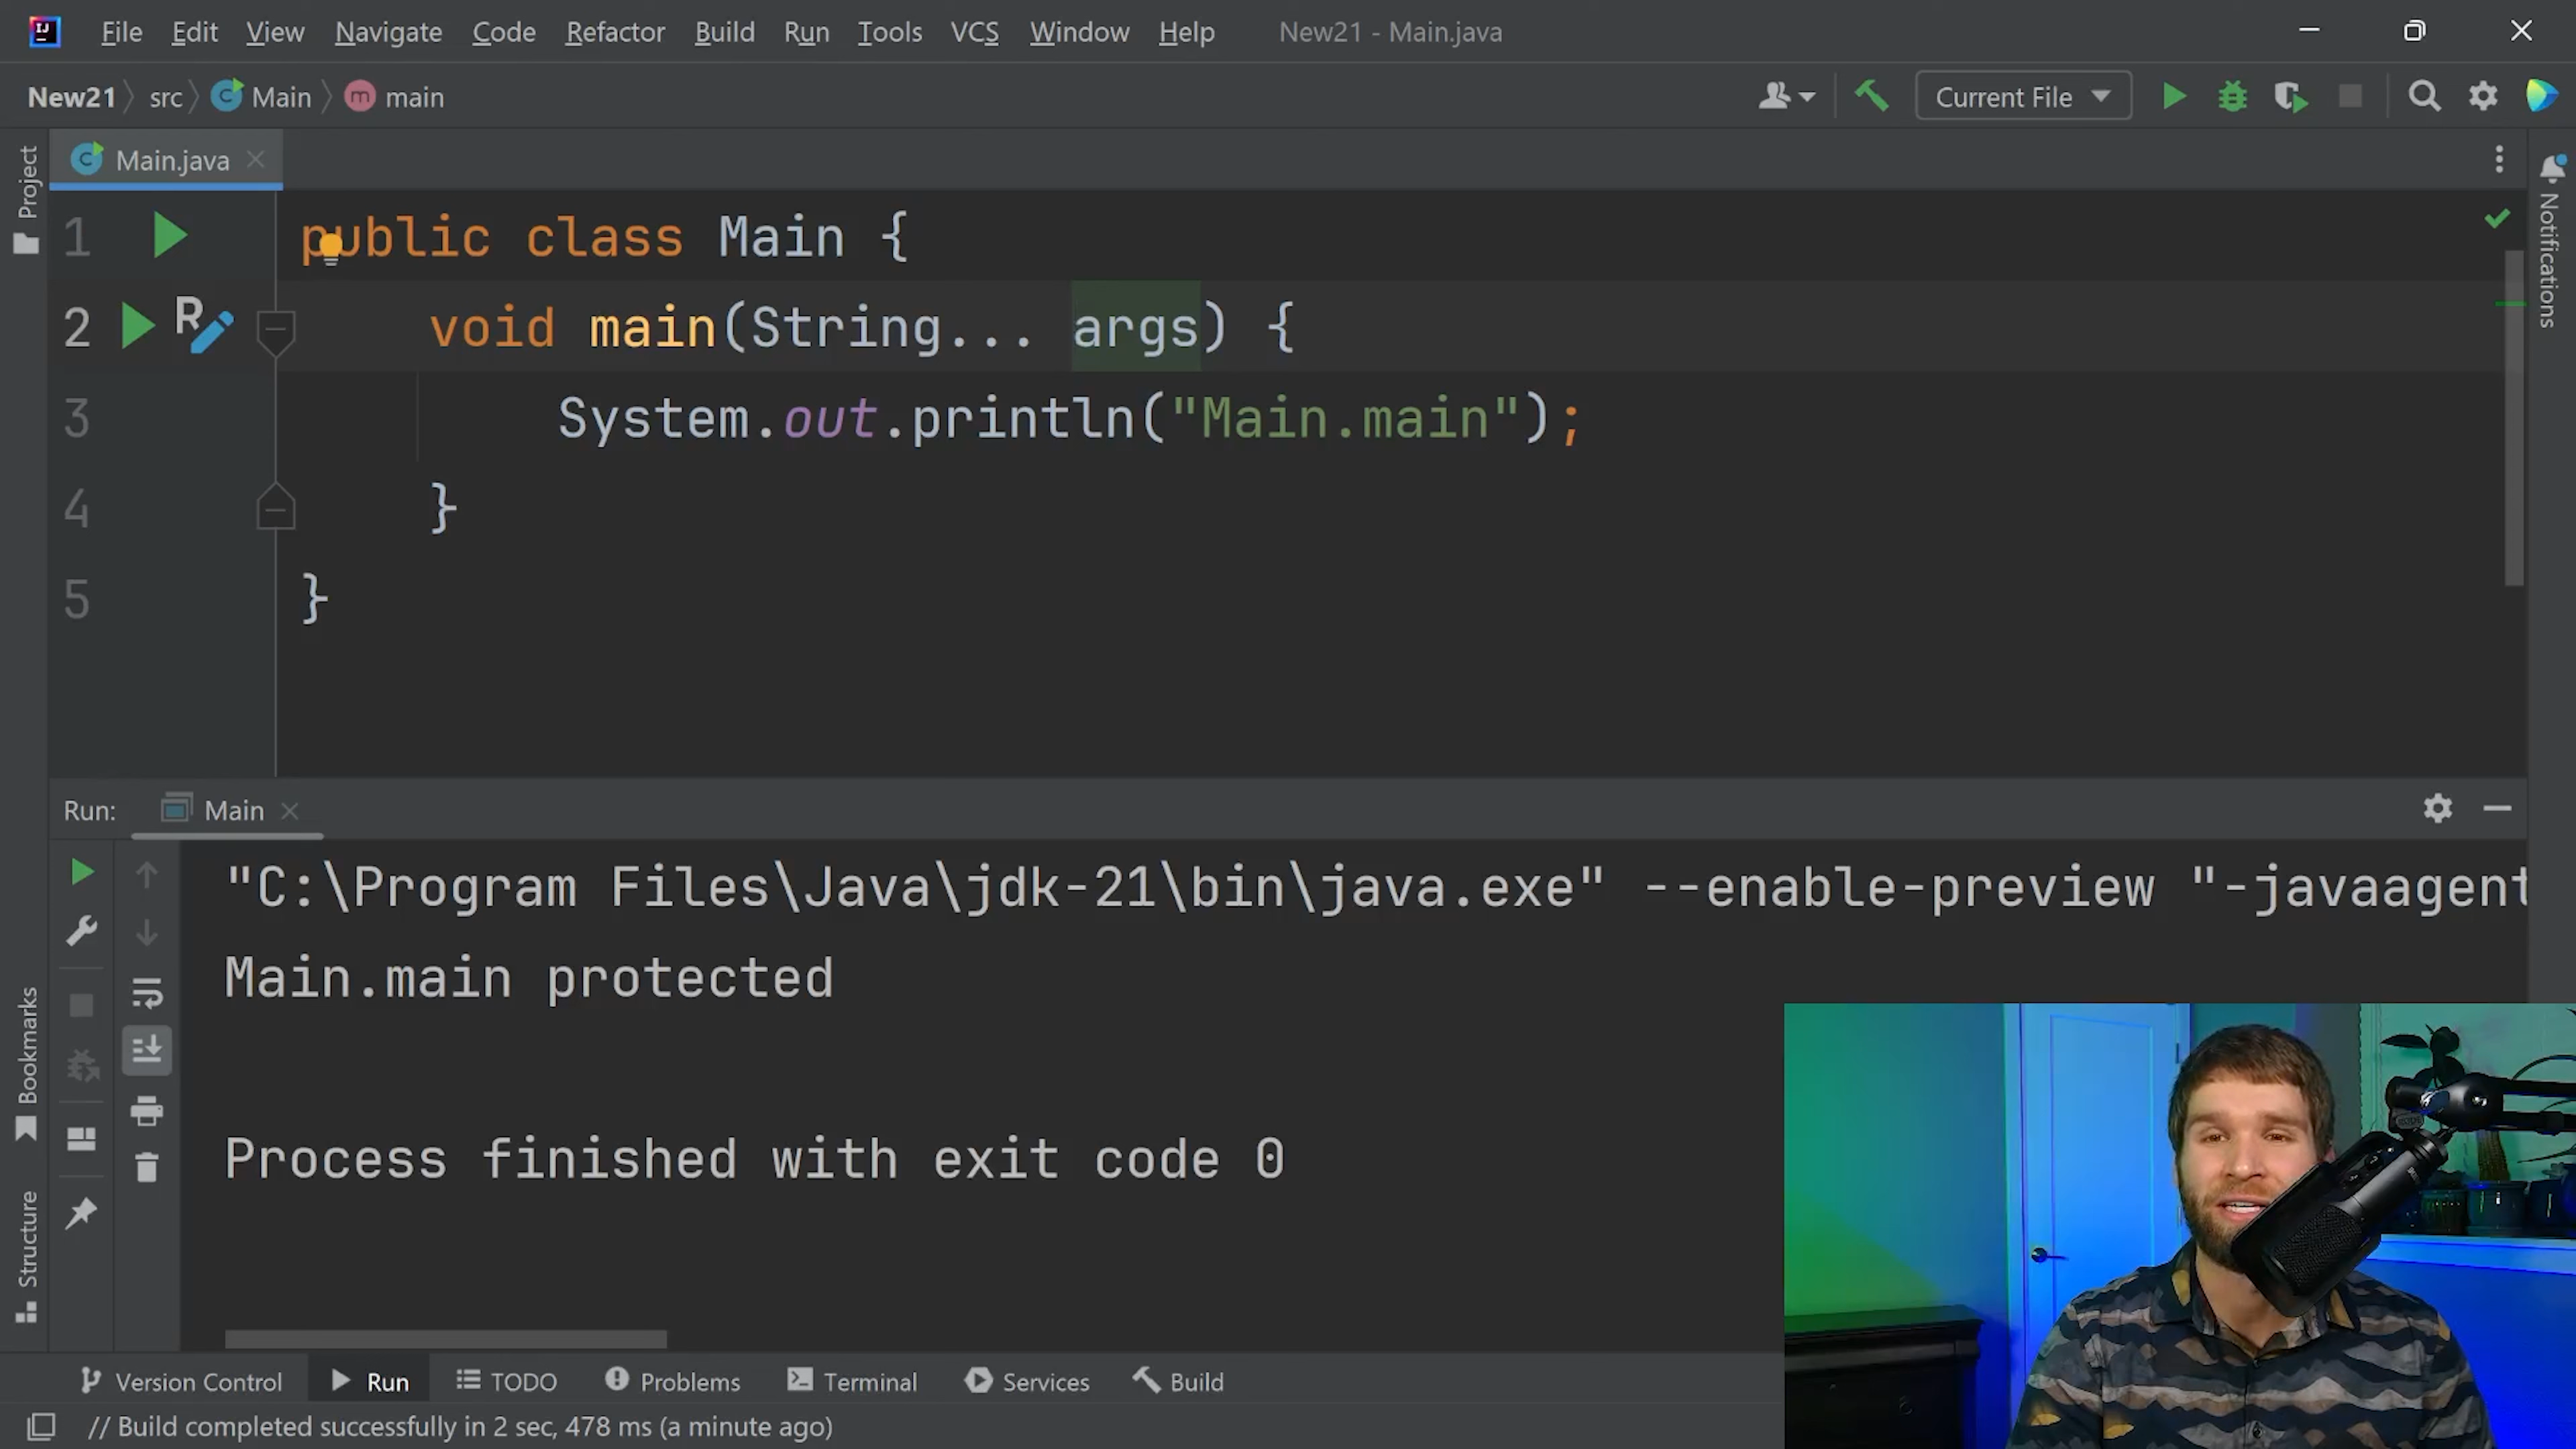 IJ File Edit View Navigate Code Refactor Build Run Tools VCS Window Help New21 - Main.java
New21 src C Main m main Current File
Project
Main.java
Notifications
1 public class Main {
2 R void main(String... args) {
3 System.out.println("Main.main");
4 }
5 }
Run: Main
"C:\Program Files\Java\jdk-21\bin\java.exe" --enable-preview "-javaagent
Main.main protected
Process finished with exit code 0
Bookmarks
Structure
Version Control Run TODO Problems Terminal Services Build
// Build completed successfully in 2 sec, 478 ms (a minute ago)